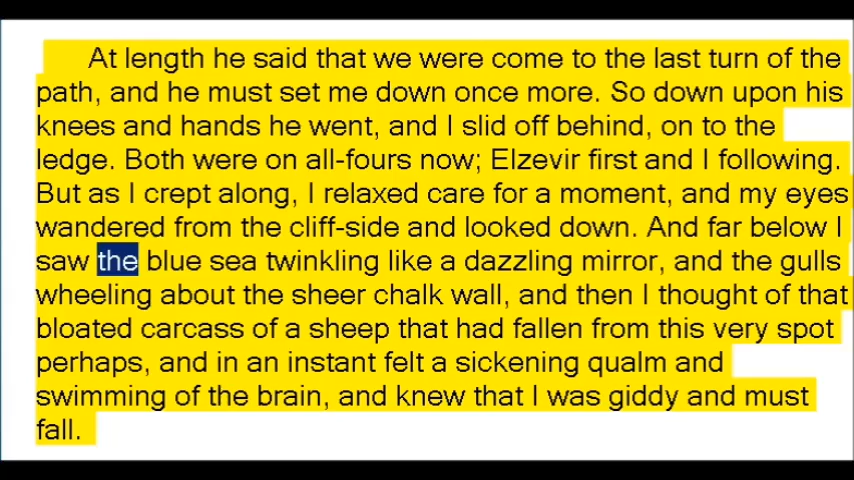 At length he said that we were come to the last turn of the
path, and he must set me down once more. So down upon his
knees and hands he went, and I slid off behind, on to the
ledge. Both were on all-fours now; Elzevir first and I following.
But as I crept along, I relaxed care for a moment, and my eyes
wandered from the cliff-side and looked down. And far below I
saw the blue sea twinkling like a dazzling mirror, and the gulls
wheeling about the sheer chalk wall, and then I thought of that
bloated carcass of a sheep that had fallen from this very spot
perhaps, and in an instant felt a sickening qualm and
swimming of the brain, and knew that I was giddy and must
fall.